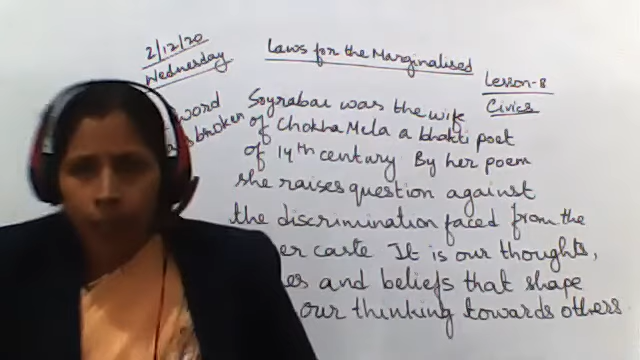 2/12/20
Wednesday
Laws for the Marginalised
Lesson-8
Civics
word
broken
Soyrabai was the wife
of Chokha Mela a bhakti poet
of 14th century By her poem
she raises question against
the discrimination faced from the
er caste It is our thoughts,
es and beliefs that shape
our thinking towards others